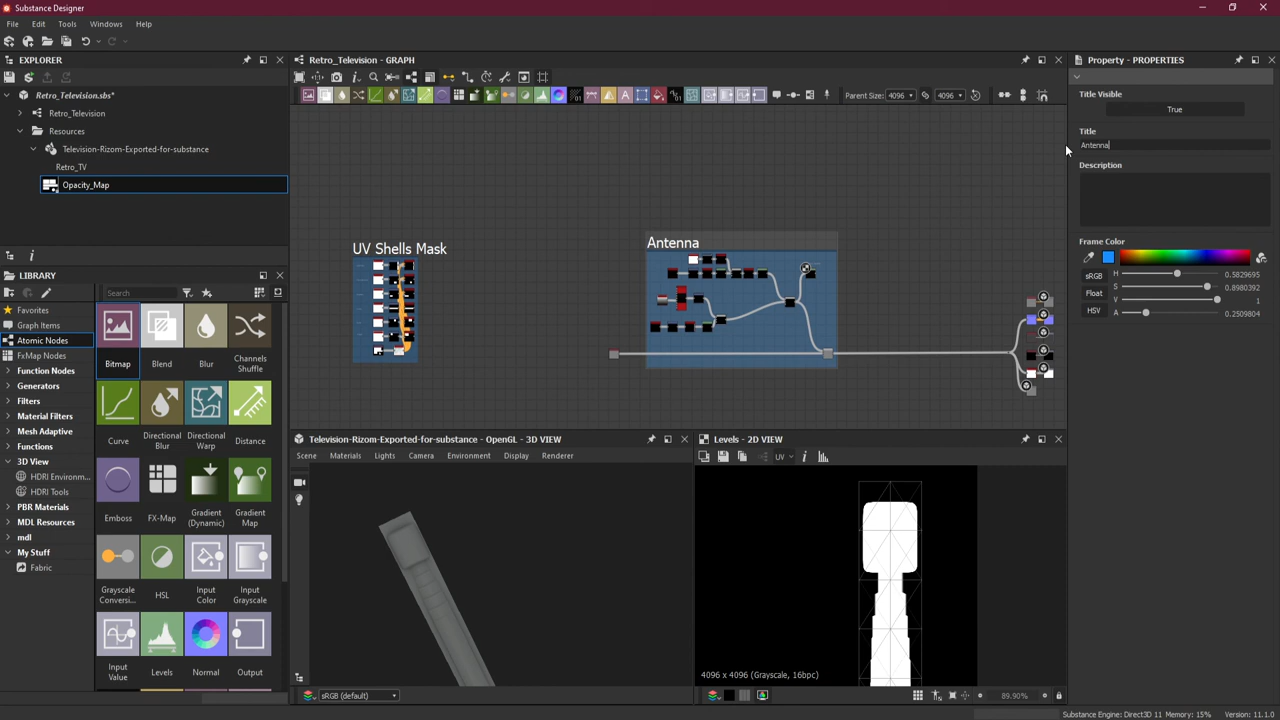 Substance Designer
File Edit Tools Windows Help
EXPLORER
Retro_Television.sbs*
Retro_Television
Resources
Television-Rizom-Exported-for-substance
Retro_TV
Opacity_Map
LIBRARY
Search
Favorites
Graph Items
Atomic Nodes
FxMap Nodes
Function Nodes
Generators
Filters
Material Filters
Mesh Adaptive
Functions
3D View
HDRI Environm...
HDRI Tools
PBR Materials
MDL Resources
mdl
My Stuff
Fabric
Bitmap Blend Blur Channels Shuffle
Curve Directional Blur Directional Warp Distance
Emboss FX-Map Gradient (Dynamic) Gradient Map
Grayscale Conversi... HSL Input Color Input Grayscale
Input Value Levels Normal Output
Retro_Television - GRAPH
Parent Size: 4096 4096
UV Shells Mask
Antenna
Television-Rizom-Exported-for-substance - OpenGL - 3D VIEW
Scene Materials Lights Camera Environment Display Renderer
sRGB (default)
Levels - 2D VIEW
UV
4096 x 4096 (Grayscale, 16bpc)
89.90%
Property - PROPERTIES
Title Visible
True
Title
Antenna
Description
Frame Color
sRGB H 0.5829695
S 0.8980392
Float V 1
HSV A 0.2509804
Substance Engine: Direct3D 11 Memory: 15% Version: 11.1.0